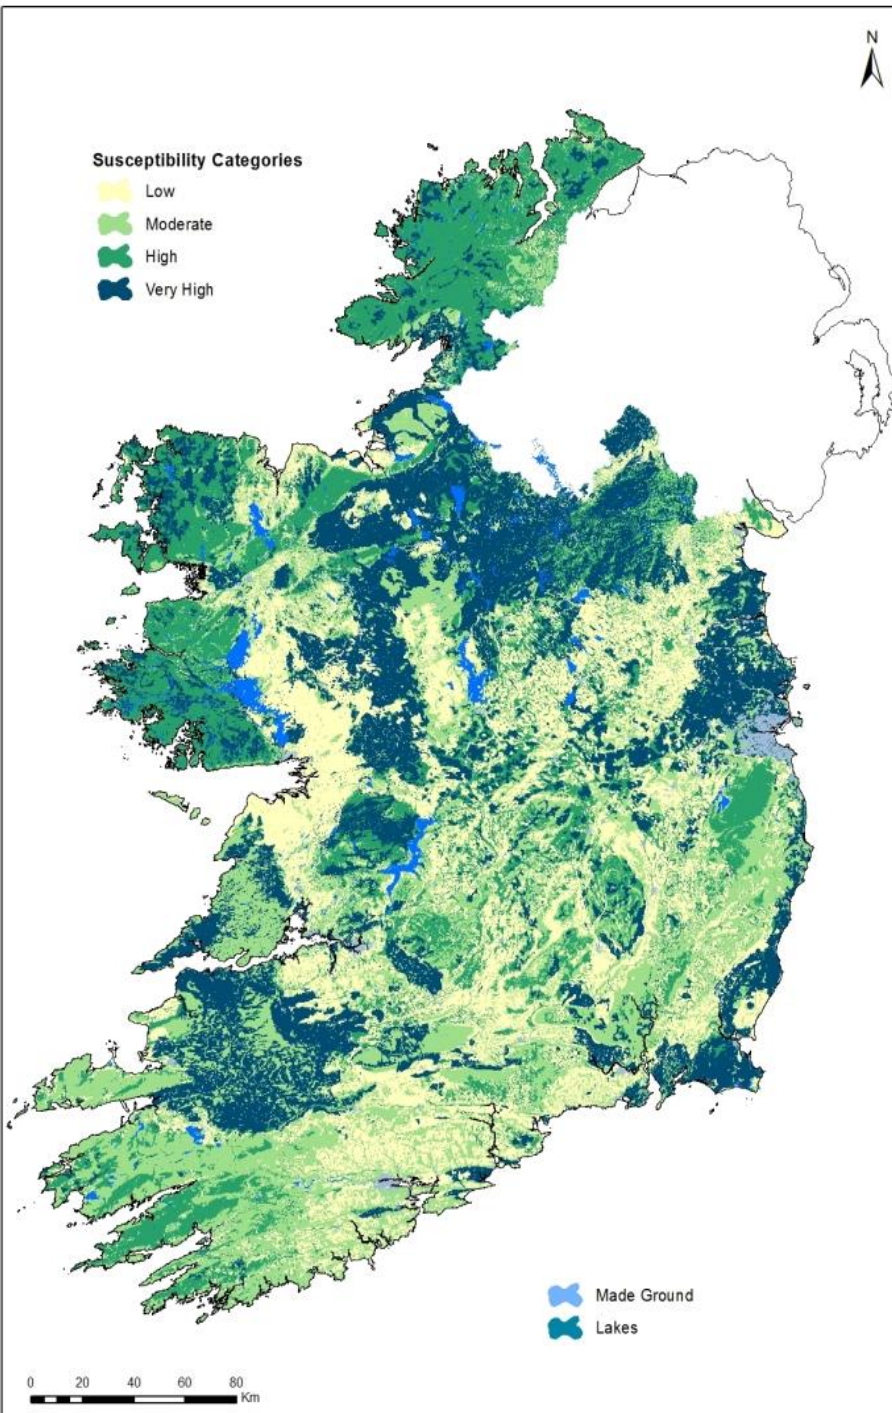 N
Susceptibility Categories
Low
Moderate
High
Very High
Made Ground
Lakes
0 20 40 60 80
Km